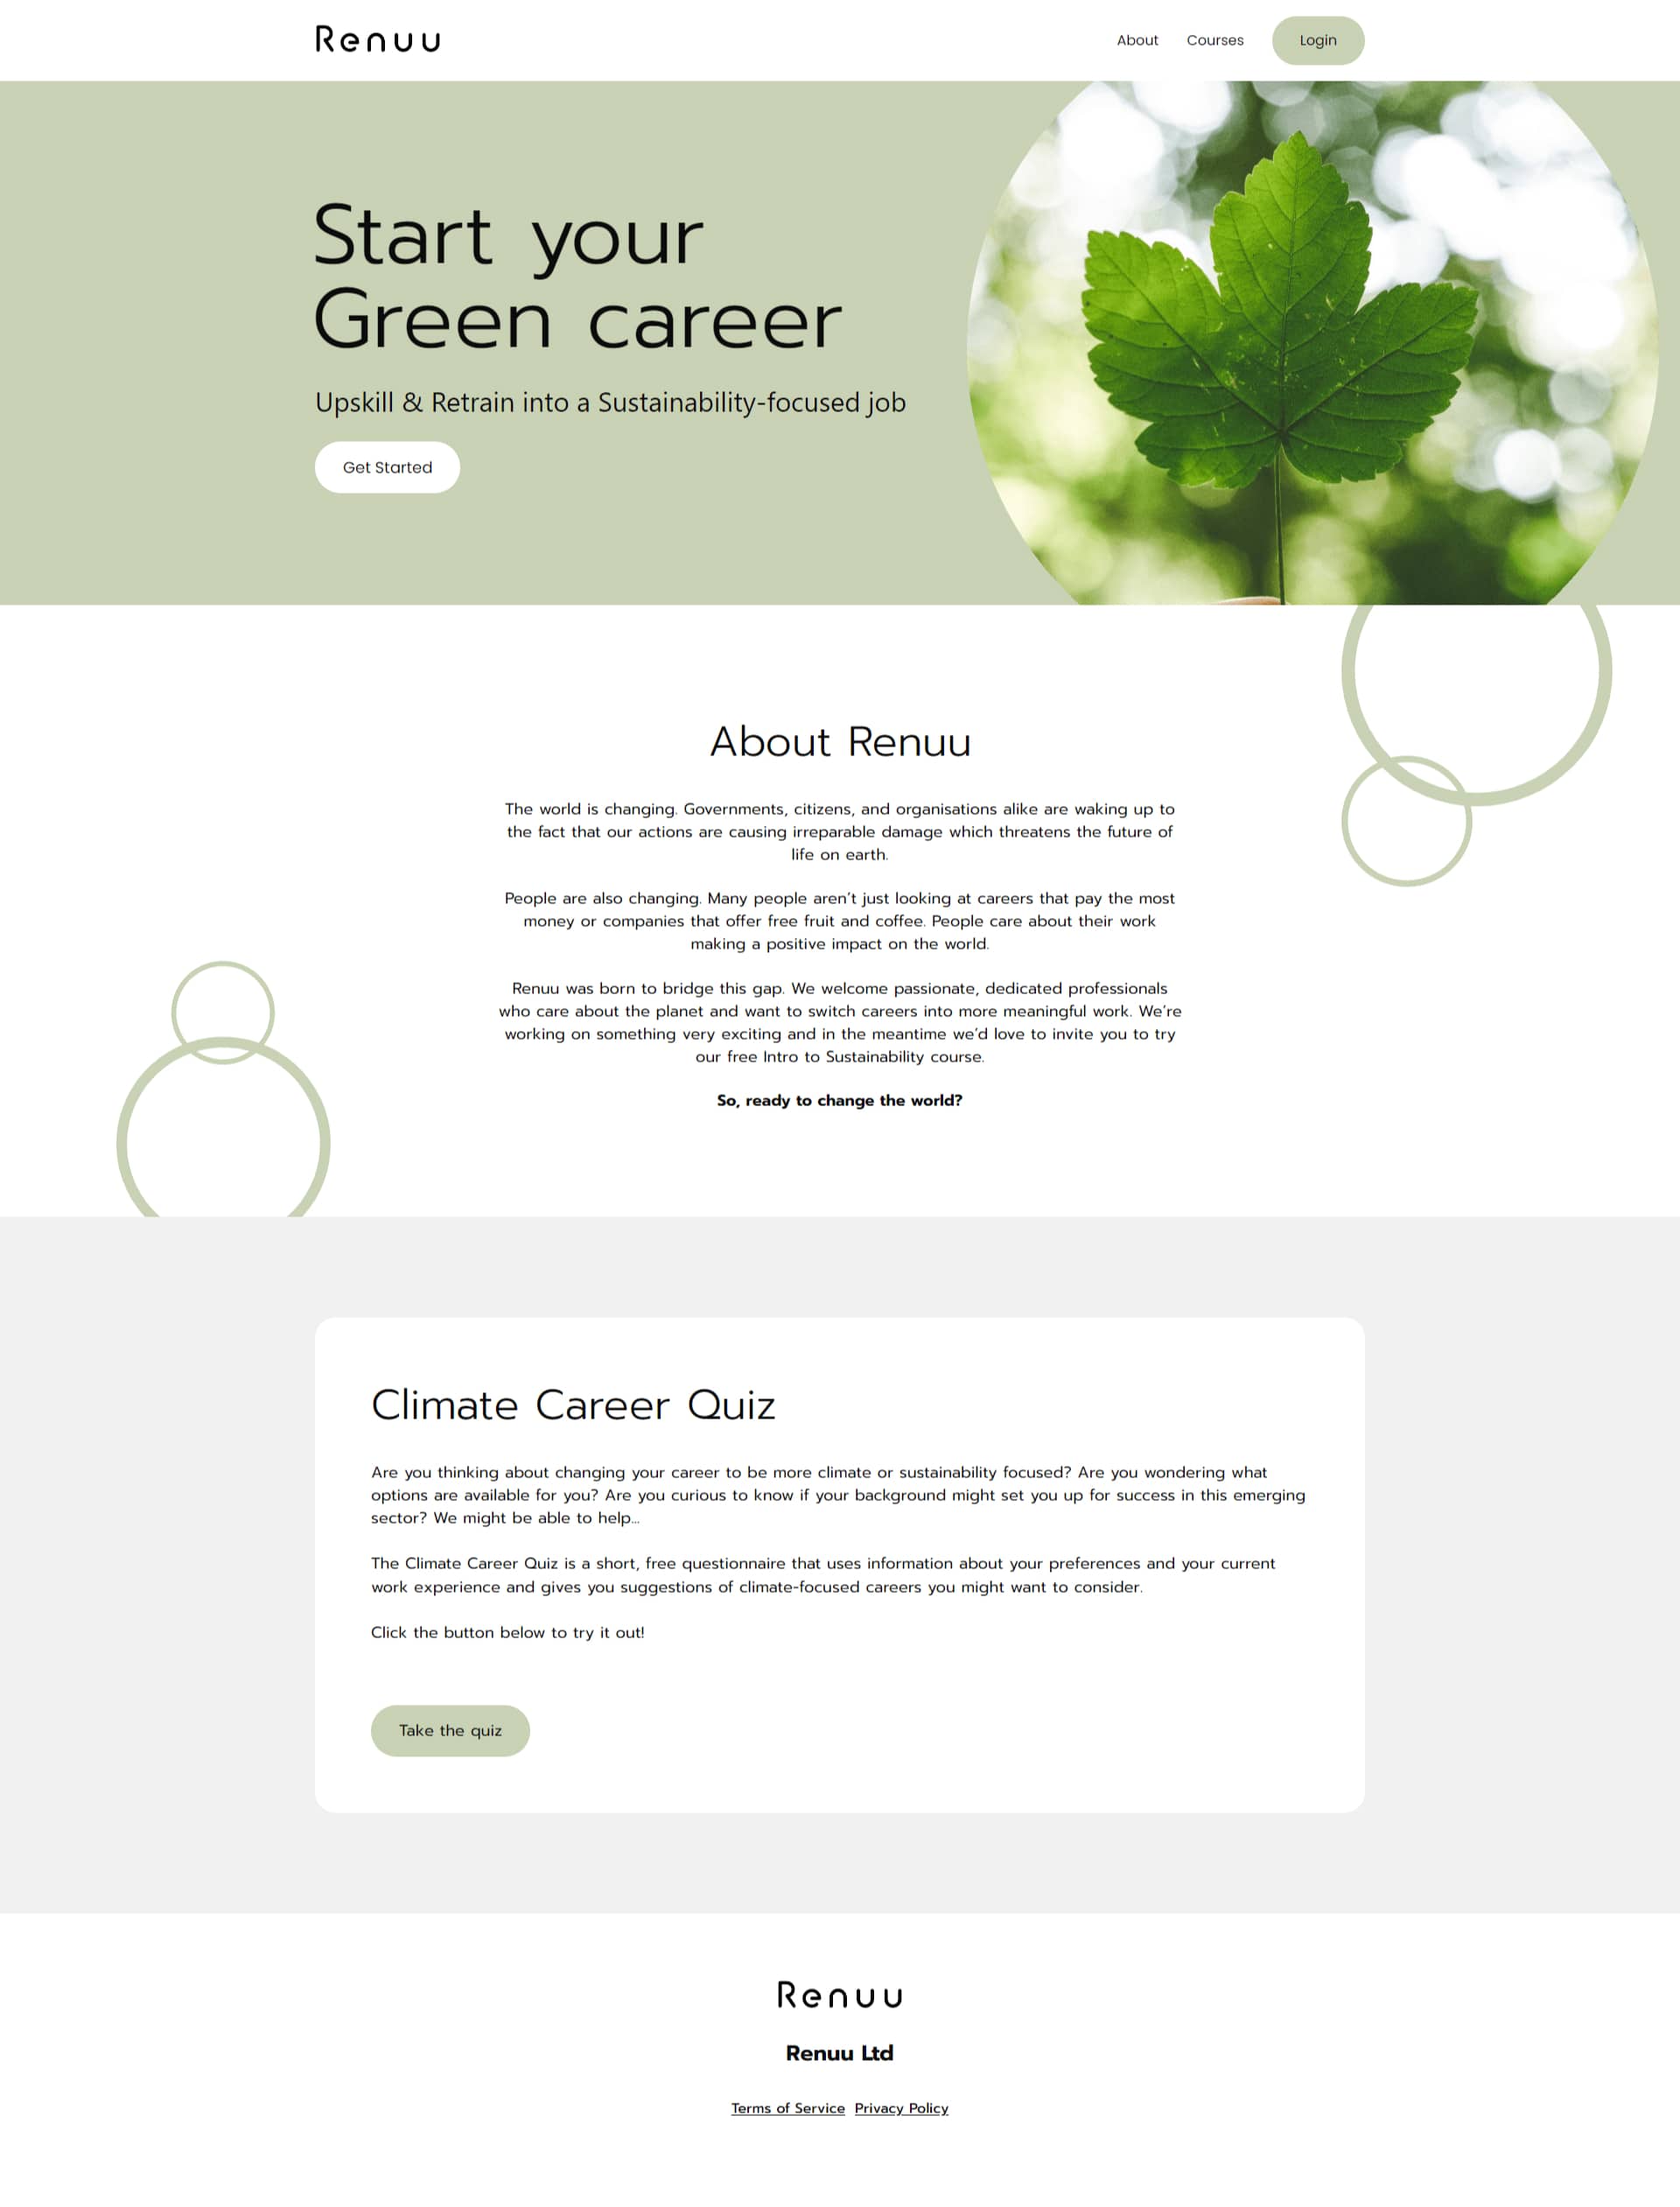 Renuu
About Courses Login
Start your
Green career
Upskill & Retrain into a Sustainability-focused job
Get Started
About Renuu
The world is changing. Governments, citizens, and organisations alike are waking up to
the fact that our actions are causing irreparable damage which threatens the future of
life on earth.
People are also changing. Many people aren't just looking at careers that pay the most
money or companies that offer free fruit and coffee. People care about their work
making a positive impact on the world.
Renuu was born to bridge this gap. We welcome passionate, dedicated professionals
who care about the planet and want to switch careers into more meaningful work. We're
working on something very exciting and in the meantime we'd love to invite you to try
our free Intro to Sustainability course.
So, ready to change the world?
Climate Career Quiz
Are you thinking about changing your career to be more climate or sustainability focused? Are you wondering what
options are available for you? Are you curious to know if your background might set you up for success in this emerging
sector? We might be able to help...
The Climate Career Quiz is a short, free questionnaire that uses information about your preferences and your current
work experience and gives you suggestions of climate-focused careers you might want to consider.
Click the button below to try it out!
Take the quiz
Renuu
Renuu Ltd
Terms of Service Privacy Policy